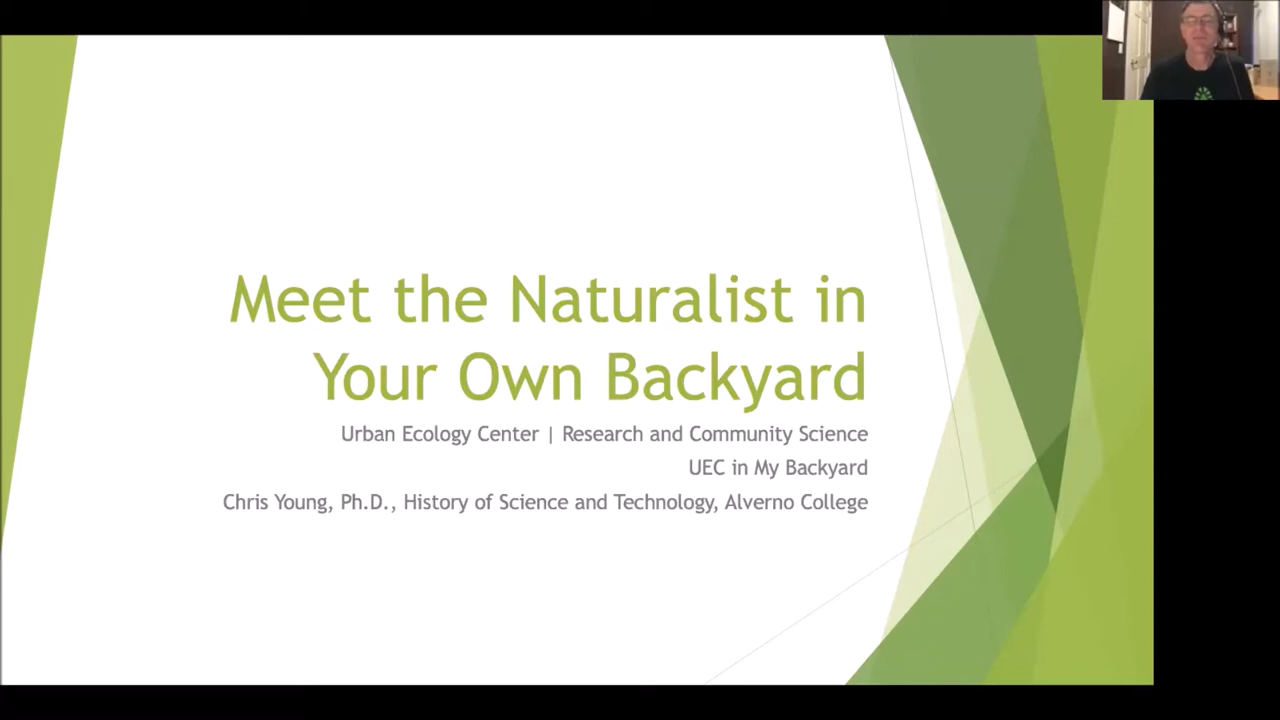 Meet the Naturalist in
Your Own Backyard
Urban Ecology Center | Research and Community Science
UEC in My Backyard
Chris Young, Ph.D., History of Science and Technology, Alverno College